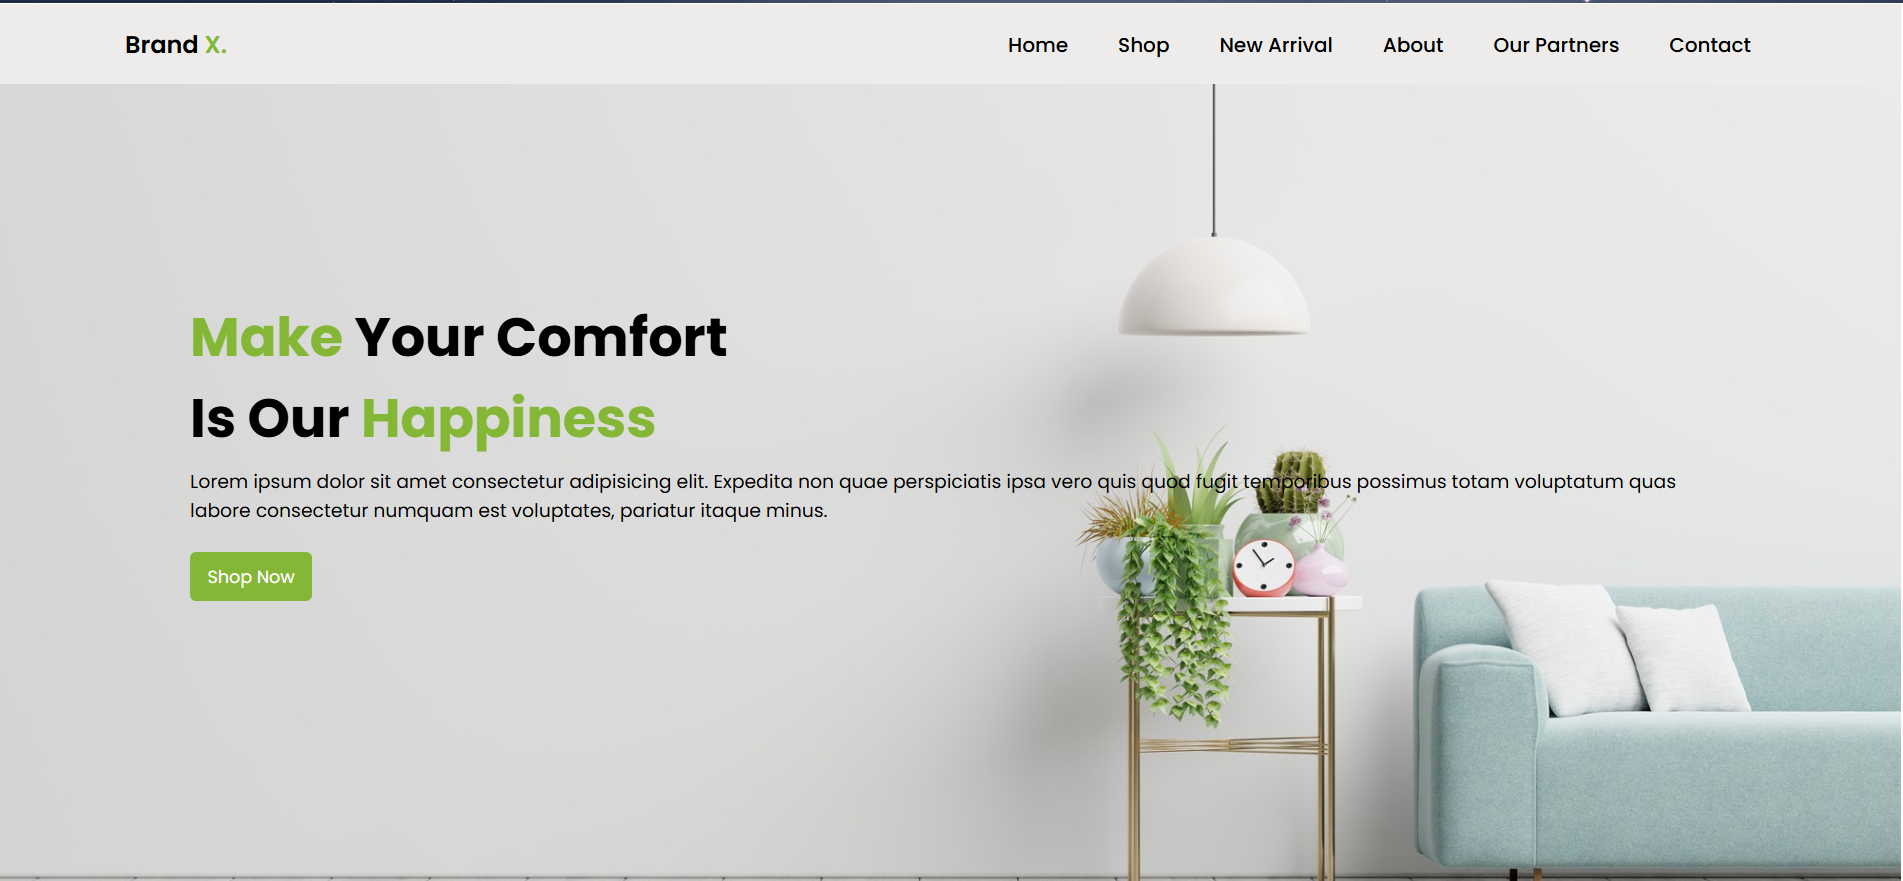 Brand X.
Home Shop New Arrival About Our Partners Contact
Make Your Comfort
Is Our Happiness
Lorem ipsum dolor sit amet consectetur adipisicing elit. Expedita non quae perspiciatis ipsa vero quis quod fugit temporibus possimus totam voluptatum quas
labore consectetur numquam est voluptates, pariatur itaque minus.
Shop Now